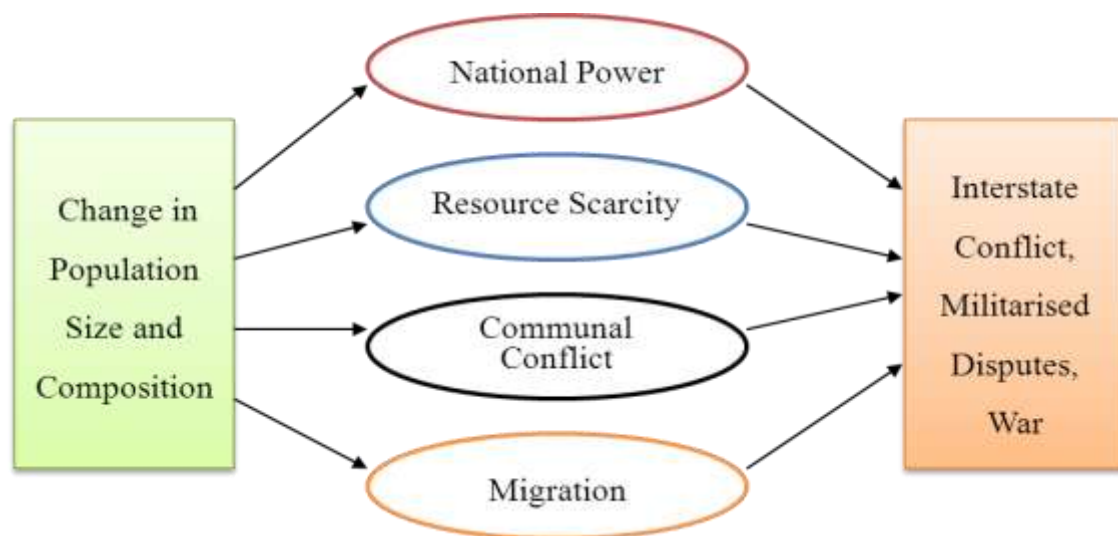 Change in
Population
Size and
Composition
National Power
Resource Scarcity
Communal
Conflict
Migration
Interstate
Conflict,
Militarised
Disputes,
War